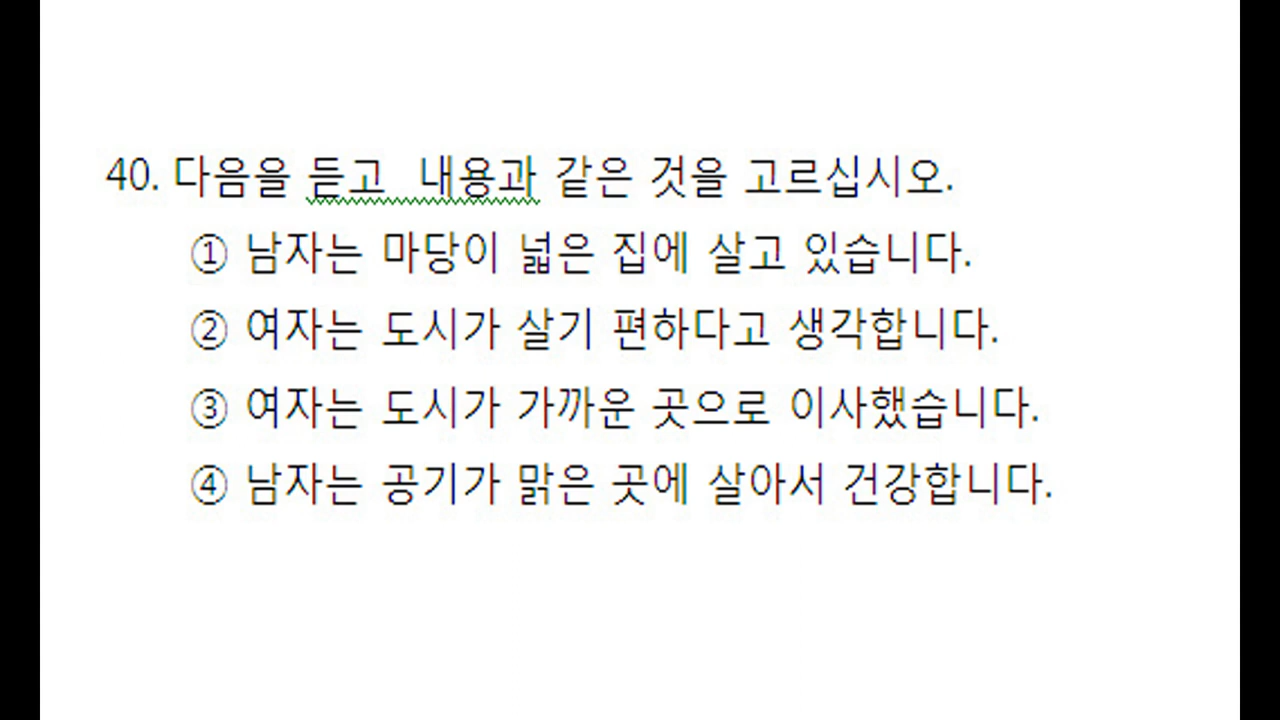 40. 다음을 듣고  내용과 같은 것을 고르십시오.
① 남자는 마당이 넓은 집에 살고 있습니다.
② 여자는 도시가 살기 편하다고 생각합니다.
③ 여자는 도시가 가까운 곳으로 이사했습니다.
④ 남자는 공기가 맑은 곳에 살아서 건강합니다.